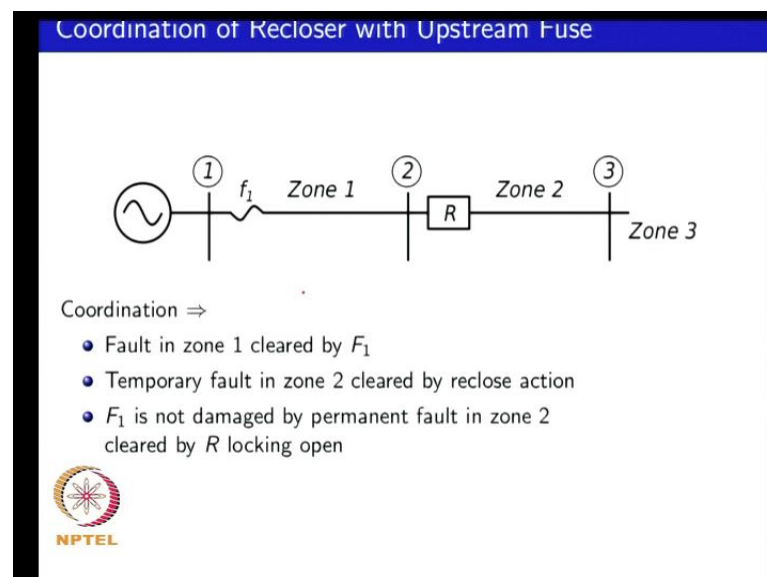 Coordination of Recloser with Upstream Fuse
1 2 3
f₁ Zone 1 R Zone 2
Zone 3
Coordination ⇒
Fault in zone 1 cleared by F₁
Temporary fault in zone 2 cleared by reclose action
F₁ is not damaged by permanent fault in zone 2
cleared by R locking open
NPTEL